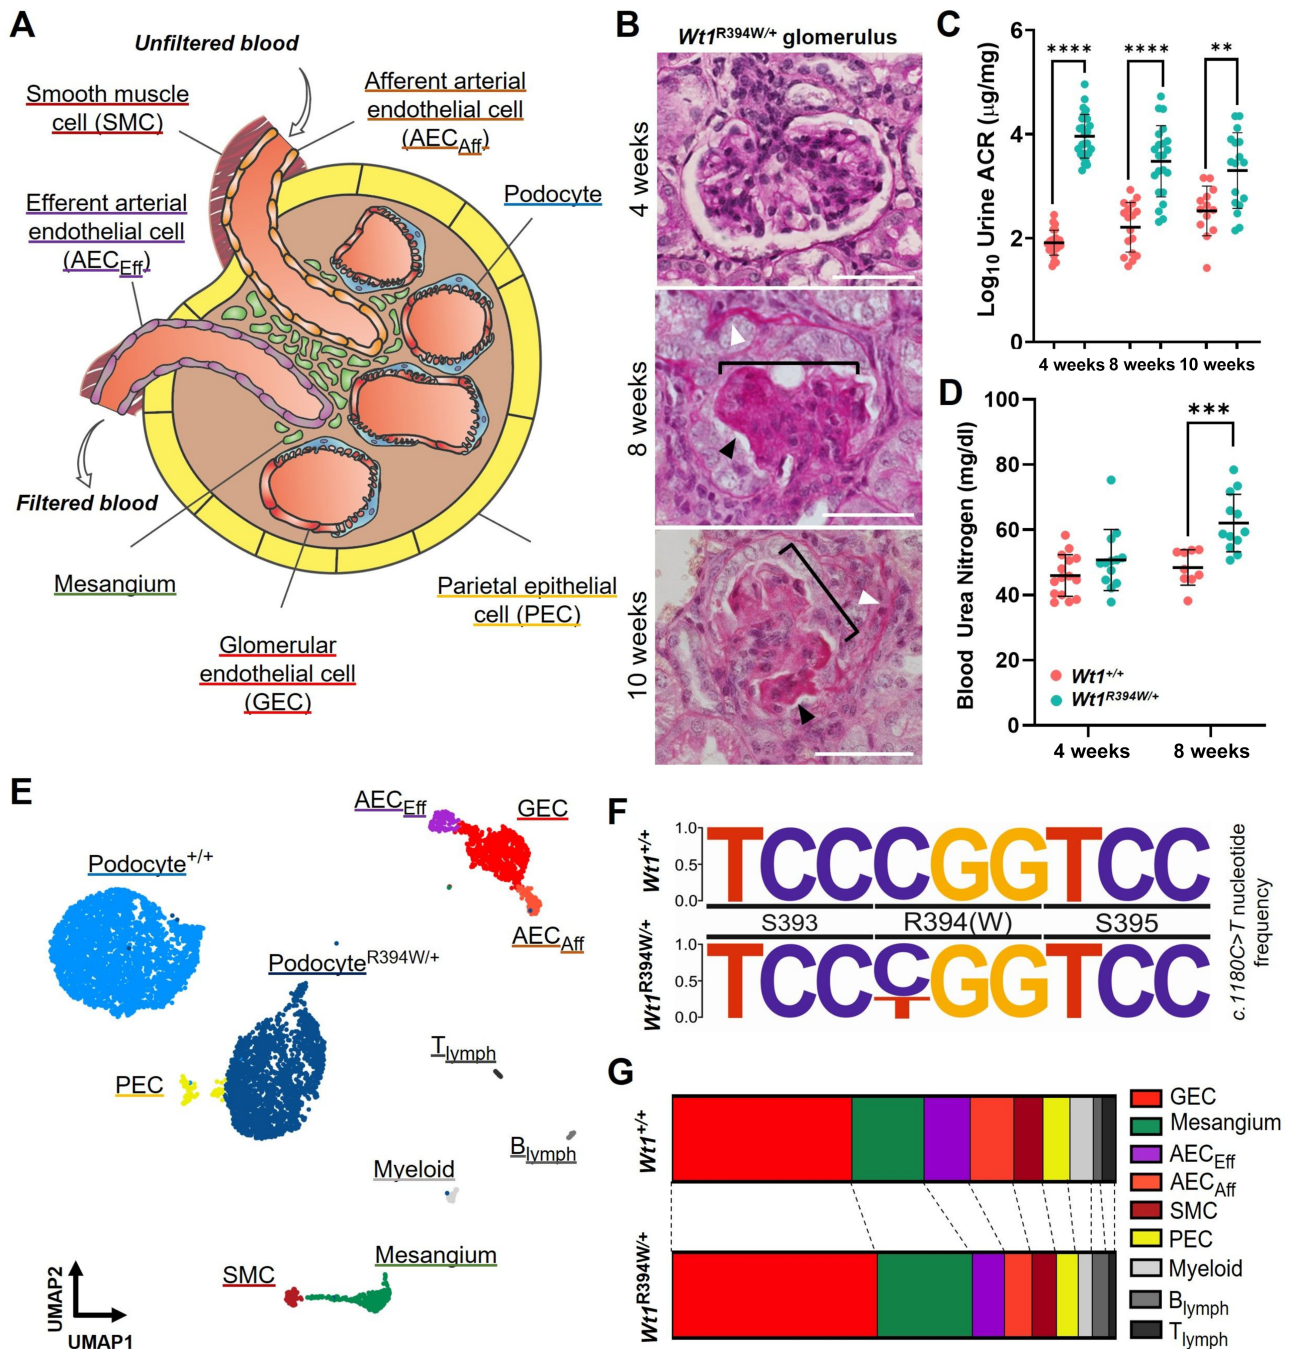 A
Unfiltered blood
Smooth muscle
cell (SMC)
Afferent arterial
endothelial cell
(AECAff)
Efferent arterial
endothelial cell
(AECEff)
Podocyte
Filtered blood
Mesangium
Parietal epithelial
cell (PEC)
Glomerular
endothelial cell
(GEC)
B
Wt1R394W/+ glomerulus
4 weeks
8 weeks
10 weeks
C
Log10 Urine ACR (µg/mg)
6
4
2
0
**** **** **
4 weeks 8 weeks 10 weeks
D
Blood Urea Nitrogen (mg/dl)
100
80
60
40
20
0
***
Wt1+/+
Wt1R394W/+
4 weeks 8 weeks
E
AECEff
GEC
Podocyte+/+
AECAff
PodocyteR394W/+
Tlymph
PEC
Blymph
Myeloid
Mesangium
SMC
UMAP2
UMAP1
F
Wt1+/+
1.0
0.5
0.0
TCCCGGTCC
S393 R394(W) S395
Wt1R394W/+
1.0
0.5
0.0
TCCCGGTCC
T
c.1180C>T nucleotide
frequency
G
Wt1+/+
Wt1R394W/+
GEC
Mesangium
AECEff
AECAff
SMC
PEC
Myeloid
Blymph
Tlymph